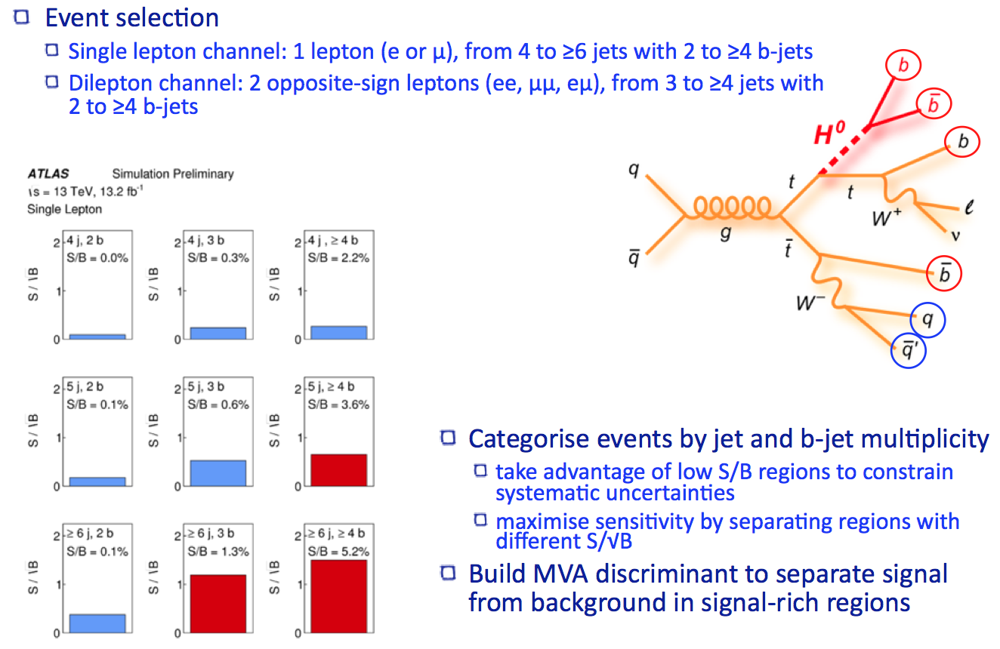 Event selection
Single lepton channel: 1 lepton (e or μ), from 4 to ≥6 jets with 2 to ≥4 b-jets
Dilepton channel: 2 opposite-sign leptons (ee, μμ, eμ), from 3 to ≥4 jets with
2 to ≥4 b-jets
ATLAS Simulation Preliminary
√s = 13 TeV, 13.2 fb⁻¹
Single Lepton
2 4 j, 2 b
S/B = 0.0%
S / √B
1
0
2 4 j, 3 b
S/B = 0.3%
S / √B
1
0
2 4 j, ≥ 4 b
S/B = 2.2%
S / √B
1
0
2 5 j, 2 b
S/B = 0.1%
S / √B
1
0
2 5 j, 3 b
S/B = 0.6%
S / √B
1
0
2 5 j, ≥ 4 b
S/B = 3.6%
S / √B
1
0
2 ≥ 6 j, 2 b
S/B = 0.1%
S / √B
1
0
2 ≥ 6 j, 3 b
S/B = 1.3%
S / √B
1
0
2 ≥ 6 j, ≥ 4 b
S/B = 5.2%
S / √B
1
0
b
b̄
H⁰
b
q
t
t
W⁺
ℓ
ν
g
q̄
t̄
b̄
W⁻
q
q̄'
Categorise events by jet and b-jet multiplicity
take advantage of low S/B regions to constrain
systematic uncertainties
maximise sensitivity by separating regions with
different S/√B
Build MVA discriminant to separate signal
from background in signal-rich regions